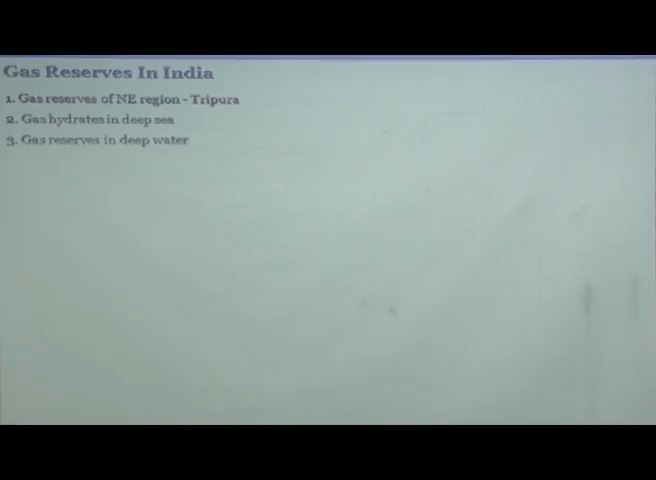 Gas Reserves In India
1. Gas reserves of NE region - Tripura
2. Gas hydrates in deep sea
3. Gas reserves in deep water